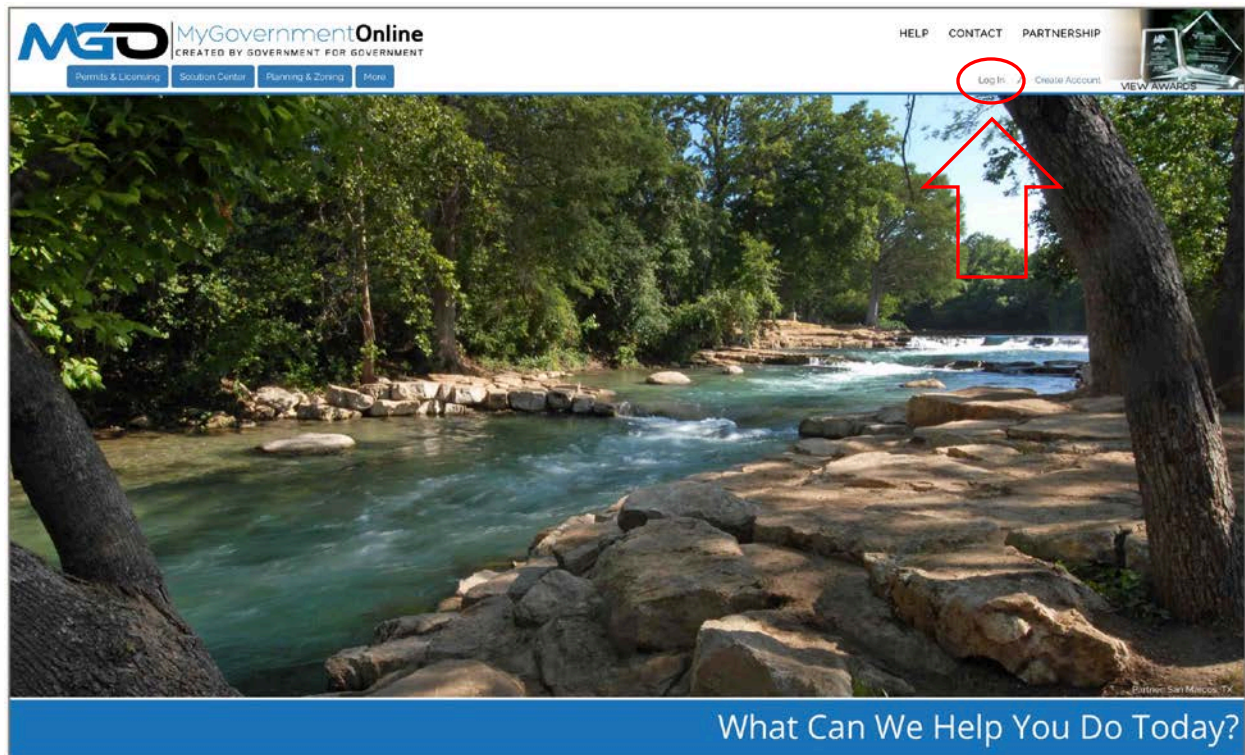 MGO MyGovernmentOnline
CREATED BY GOVERNMENT FOR GOVERNMENT
HELP CONTACT PARTNERSHIP
Permits & Licensing Solution Center Planning & Zoning More
Log In / Create Account
VIEW AWARDS
Partner: San Marcos, TX
What Can We Help You Do Today?